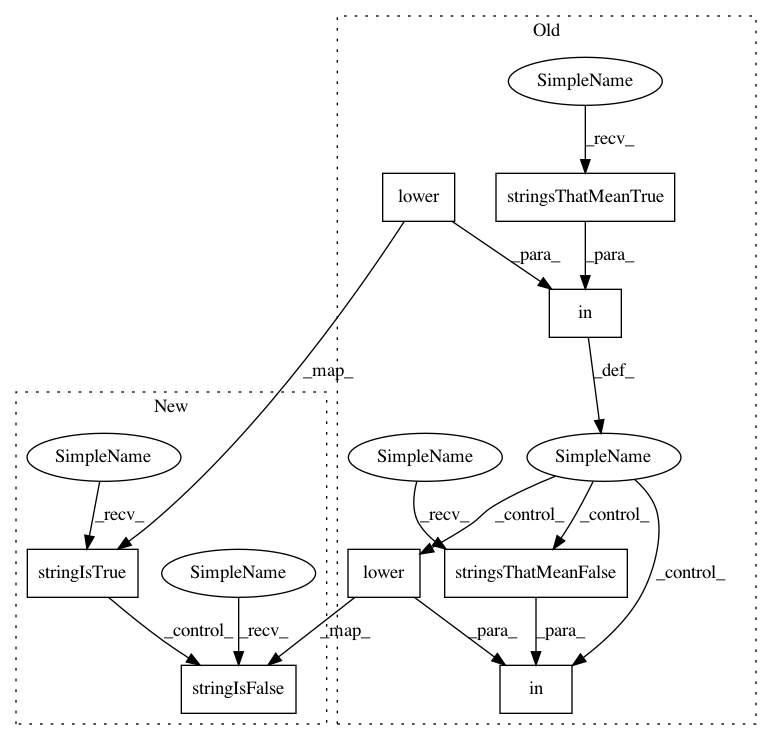 Old
SimpleName
_recv_
lower
stringsThatMeanTrue
_para_
_para_
in
_map_
_def_
New
SimpleName
SimpleName
SimpleName
_recv_
_recv_
_control_
_control_
stringIsTrue
SimpleName
lower
stringsThatMeanFalse
_control_
_control_
_recv_
_map_
_para_
_para_
stringIsFalse
in